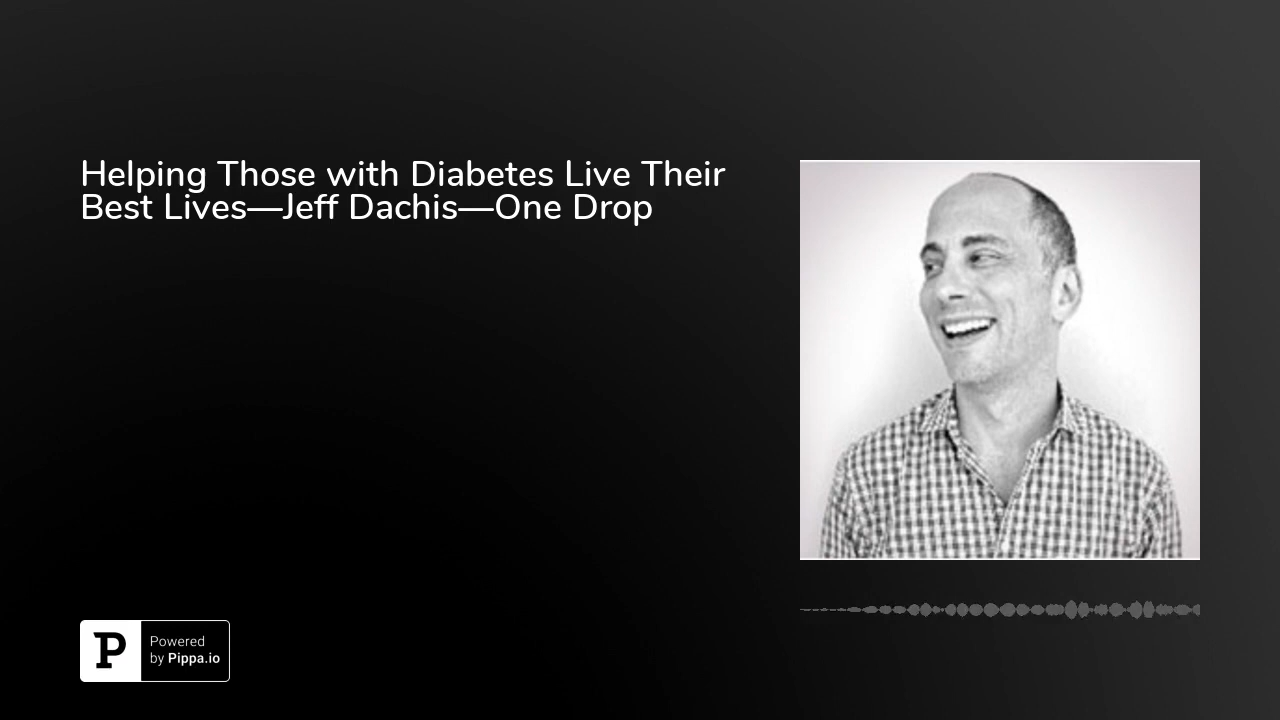 Helping Those with Diabetes Live Their
Best Lives—Jeff Dachis—One Drop
P
Powered
by Pippa.io